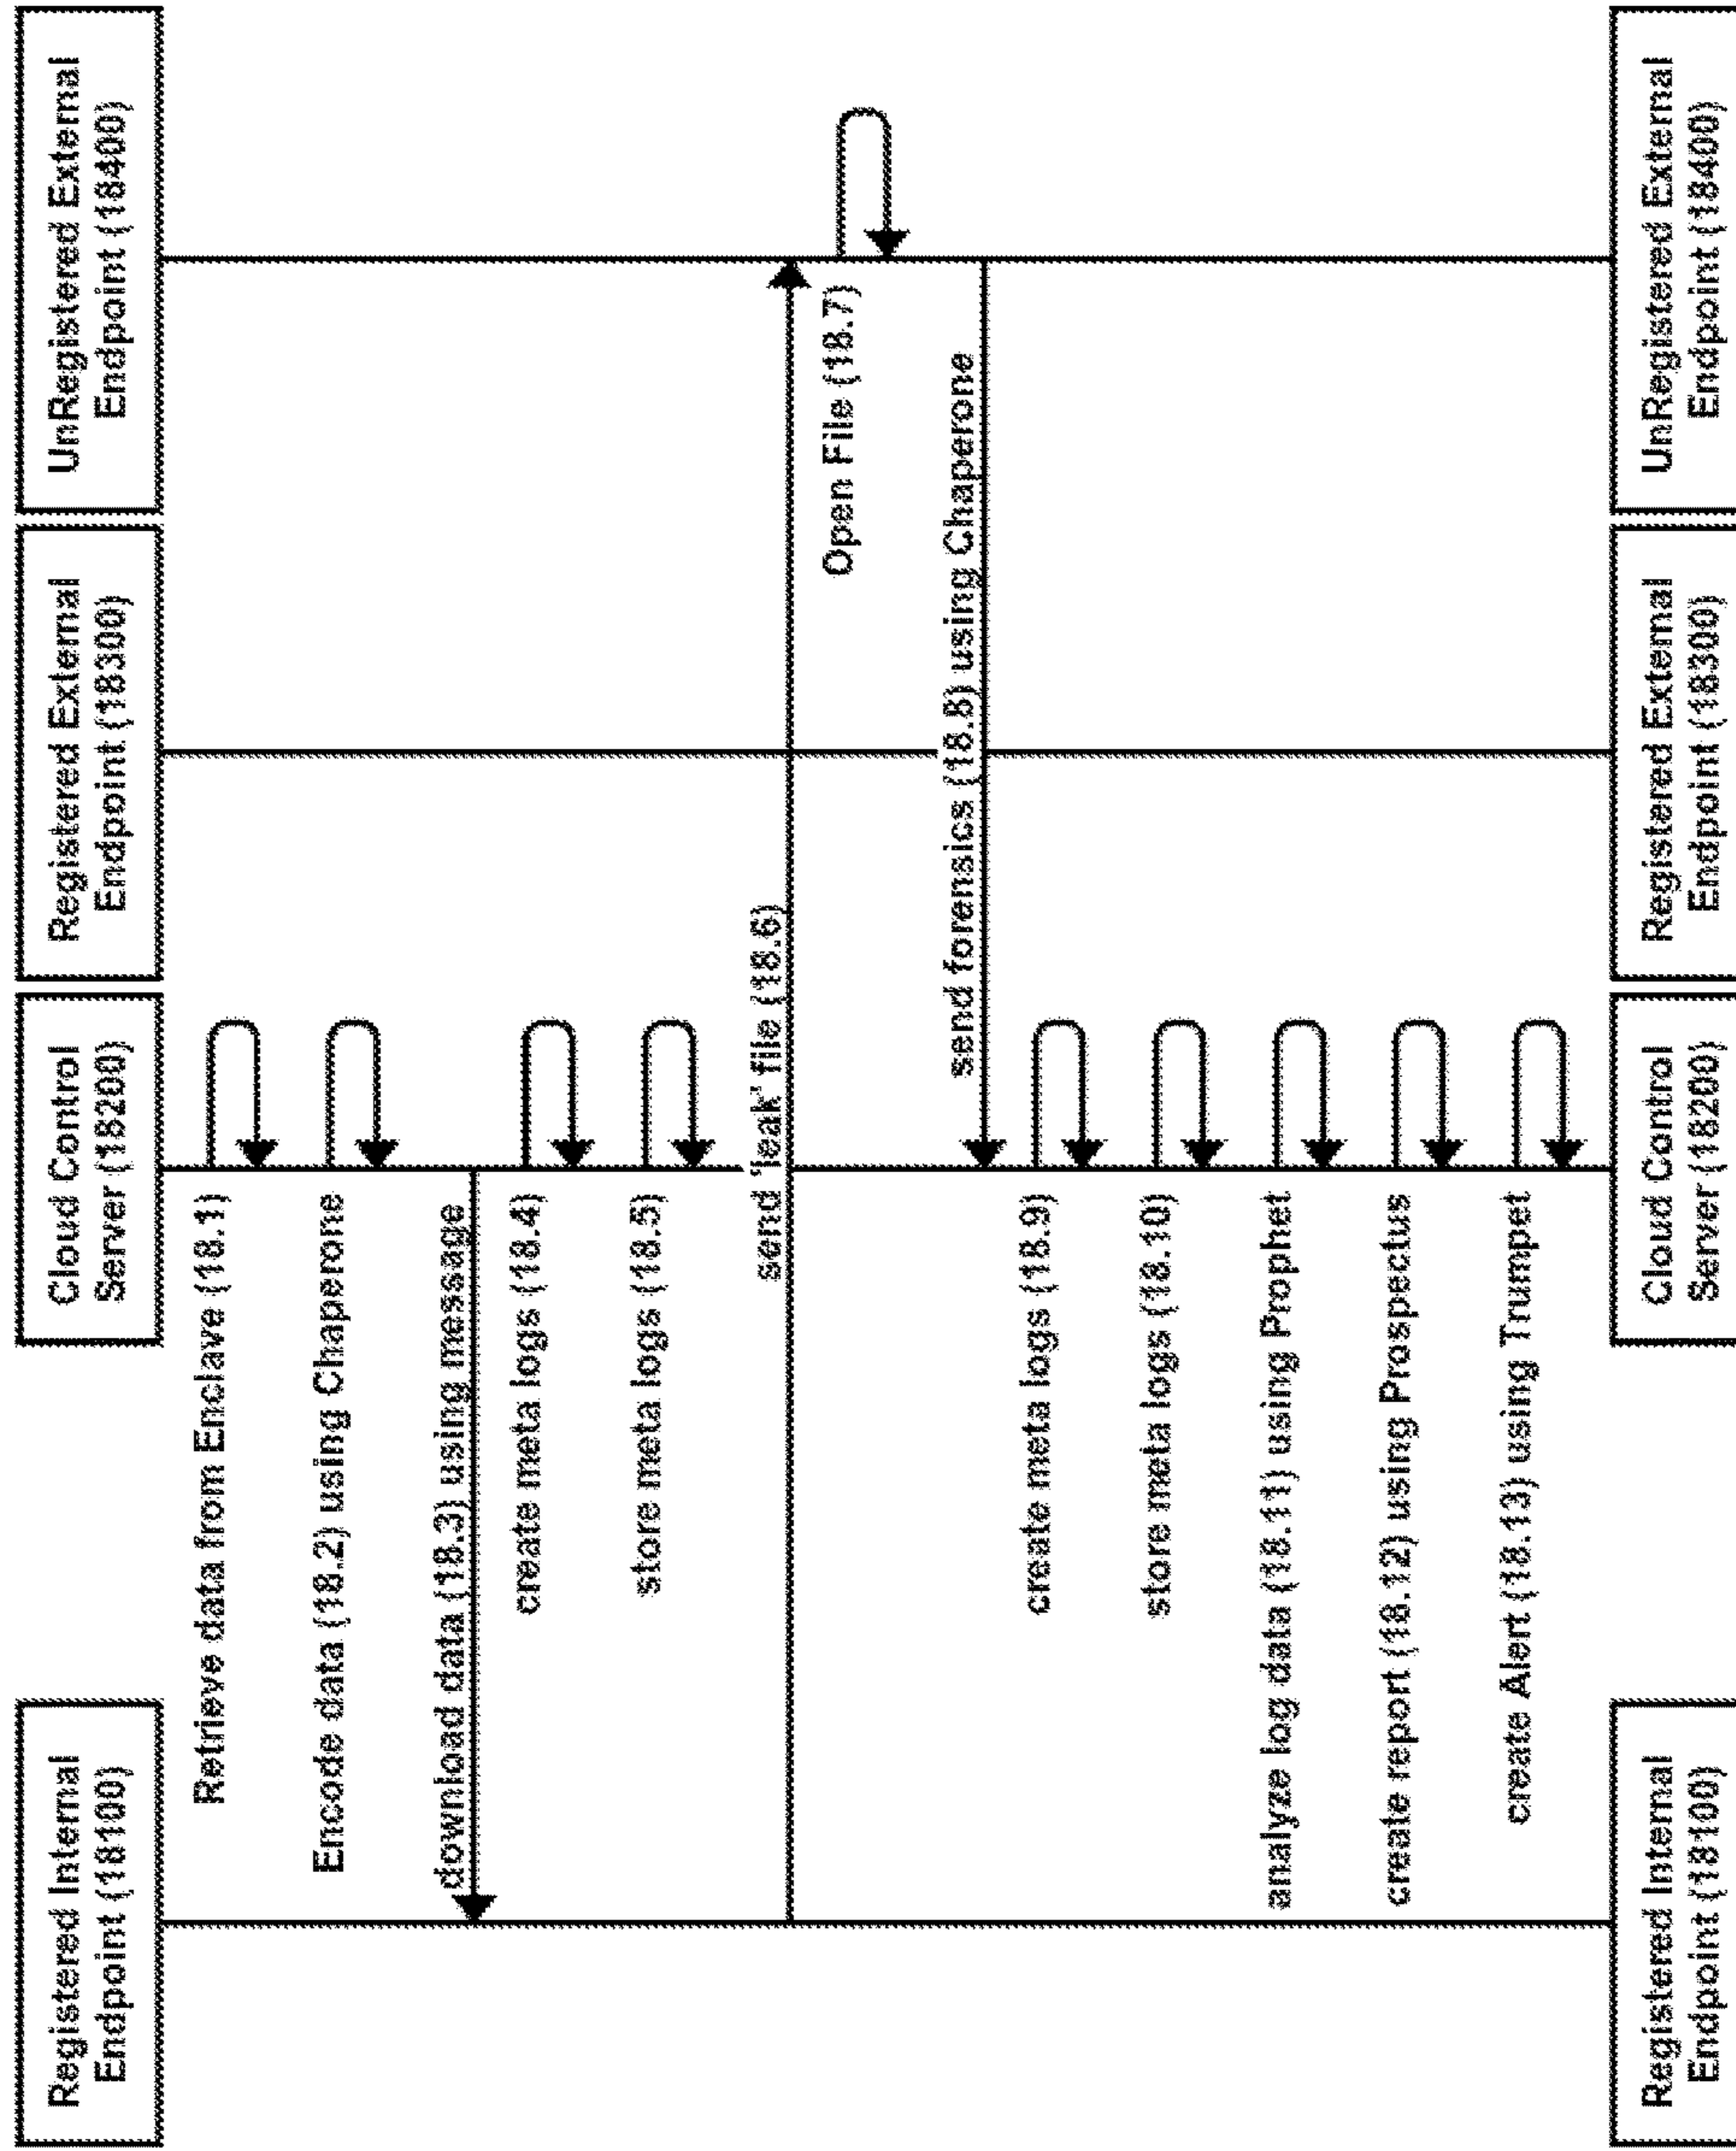 Registered Internal
Endpoint (18100)
Cloud Control
Server (18200)
Registered External
Endpoint (18300)
UnRegistered External
Endpoint (18400)
Retrieve data from Enclave (18.1)
Encode data (18.2) using Chaperone
download data (18.3) using message
create meta logs (18.4)
store meta logs (18.5)
send 'leak' file (18.6)
Open File (18.7)
send forensics (18.8) using Chaperone
create meta logs (18.9)
store meta logs (18.10)
analyze log data (18.11) using Prophet
create report (18.12) using Prospectus
create Alert (18.13) using Trumpet
Registered Internal
Endpoint (18100)
Cloud Control
Server (18200)
Registered External
Endpoint (18300)
UnRegistered External
Endpoint (18400)